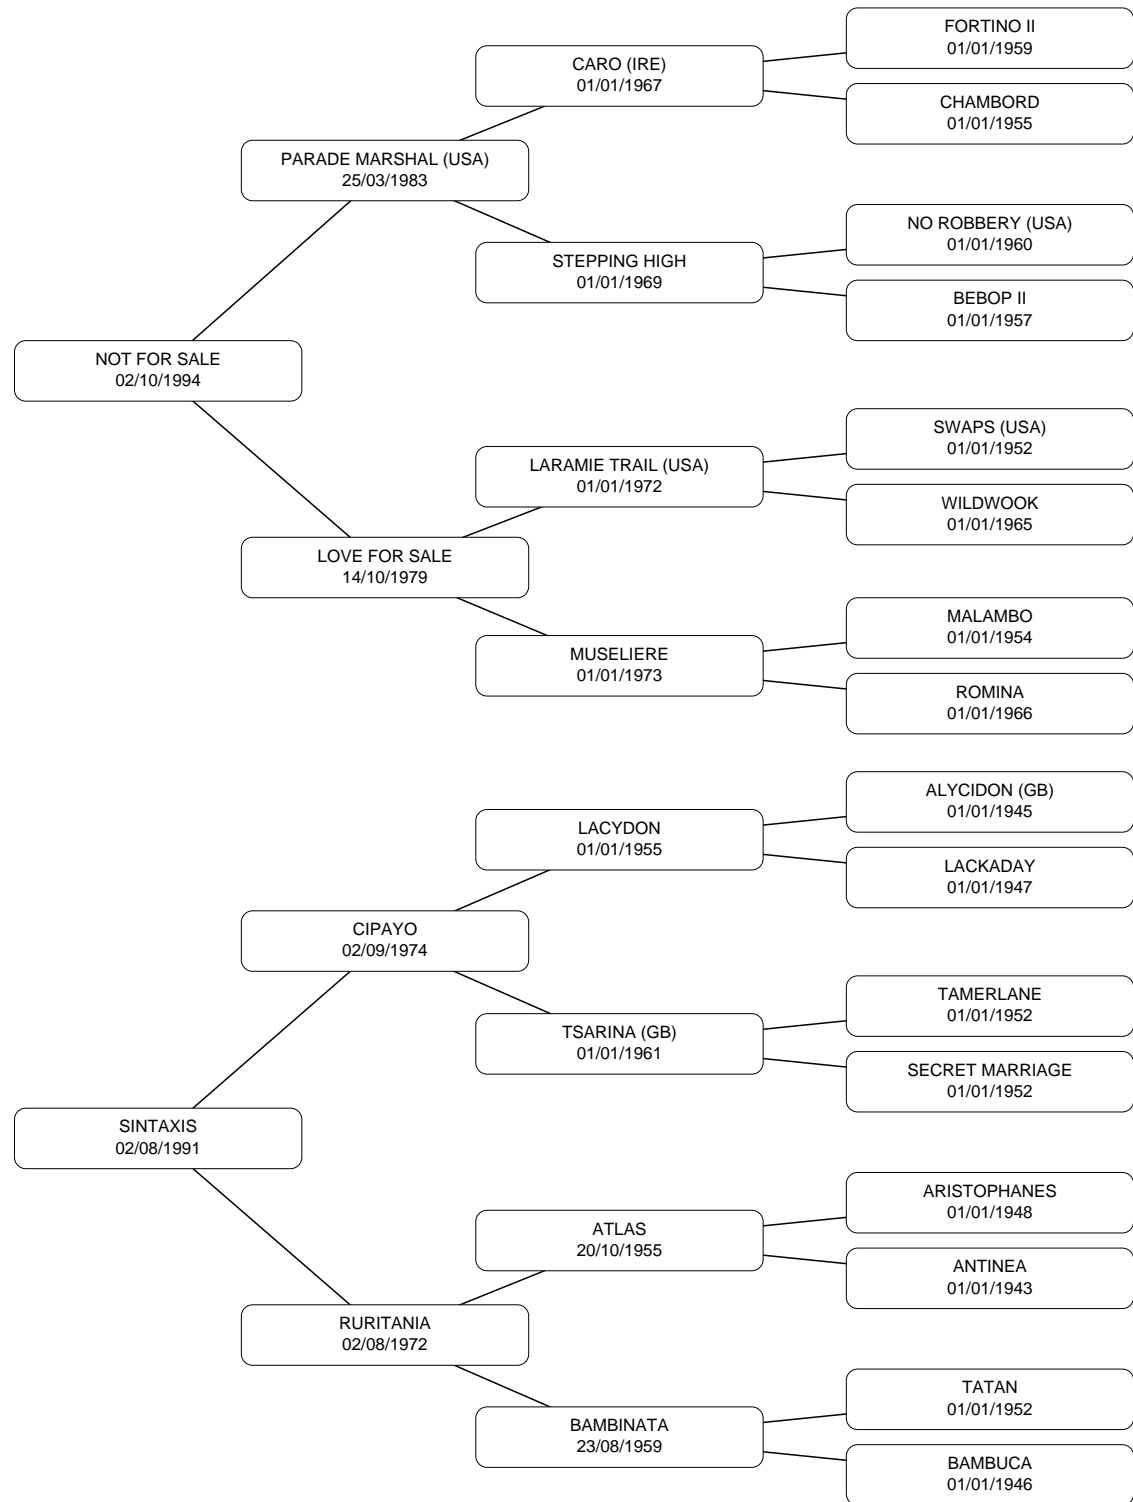 FORTINO II
01/01/1959
CARO (IRE)
01/01/1967
CHAMBORD
01/01/1955
PARADE MARSHAL (USA)
25/03/1983
NO ROBBERY (USA)
01/01/1960
STEPPING HIGH
01/01/1969
BEBOP II
01/01/1957
NOT FOR SALE
02/10/1994
SWAPS (USA)
01/01/1952
LARAMIE TRAIL (USA)
01/01/1972
WILDWOOK
01/01/1965
LOVE FOR SALE
14/10/1979
MALAMBO
01/01/1954
MUSELIERE
01/01/1973
ROMINA
01/01/1966
ALYCIDON (GB)
01/01/1945
LACYDON
01/01/1955
LACKADAY
01/01/1947
CIPAYO
02/09/1974
TAMERLANE
01/01/1952
TSARINA (GB)
01/01/1961
SECRET MARRIAGE
01/01/1952
SINTAXIS
02/08/1991
ARISTOPHANES
01/01/1948
ATLAS
20/10/1955
ANTINEA
01/01/1943
RURITANIA
02/08/1972
TATAN
01/01/1952
BAMBINATA
23/08/1959
BAMBUCA
01/01/1946